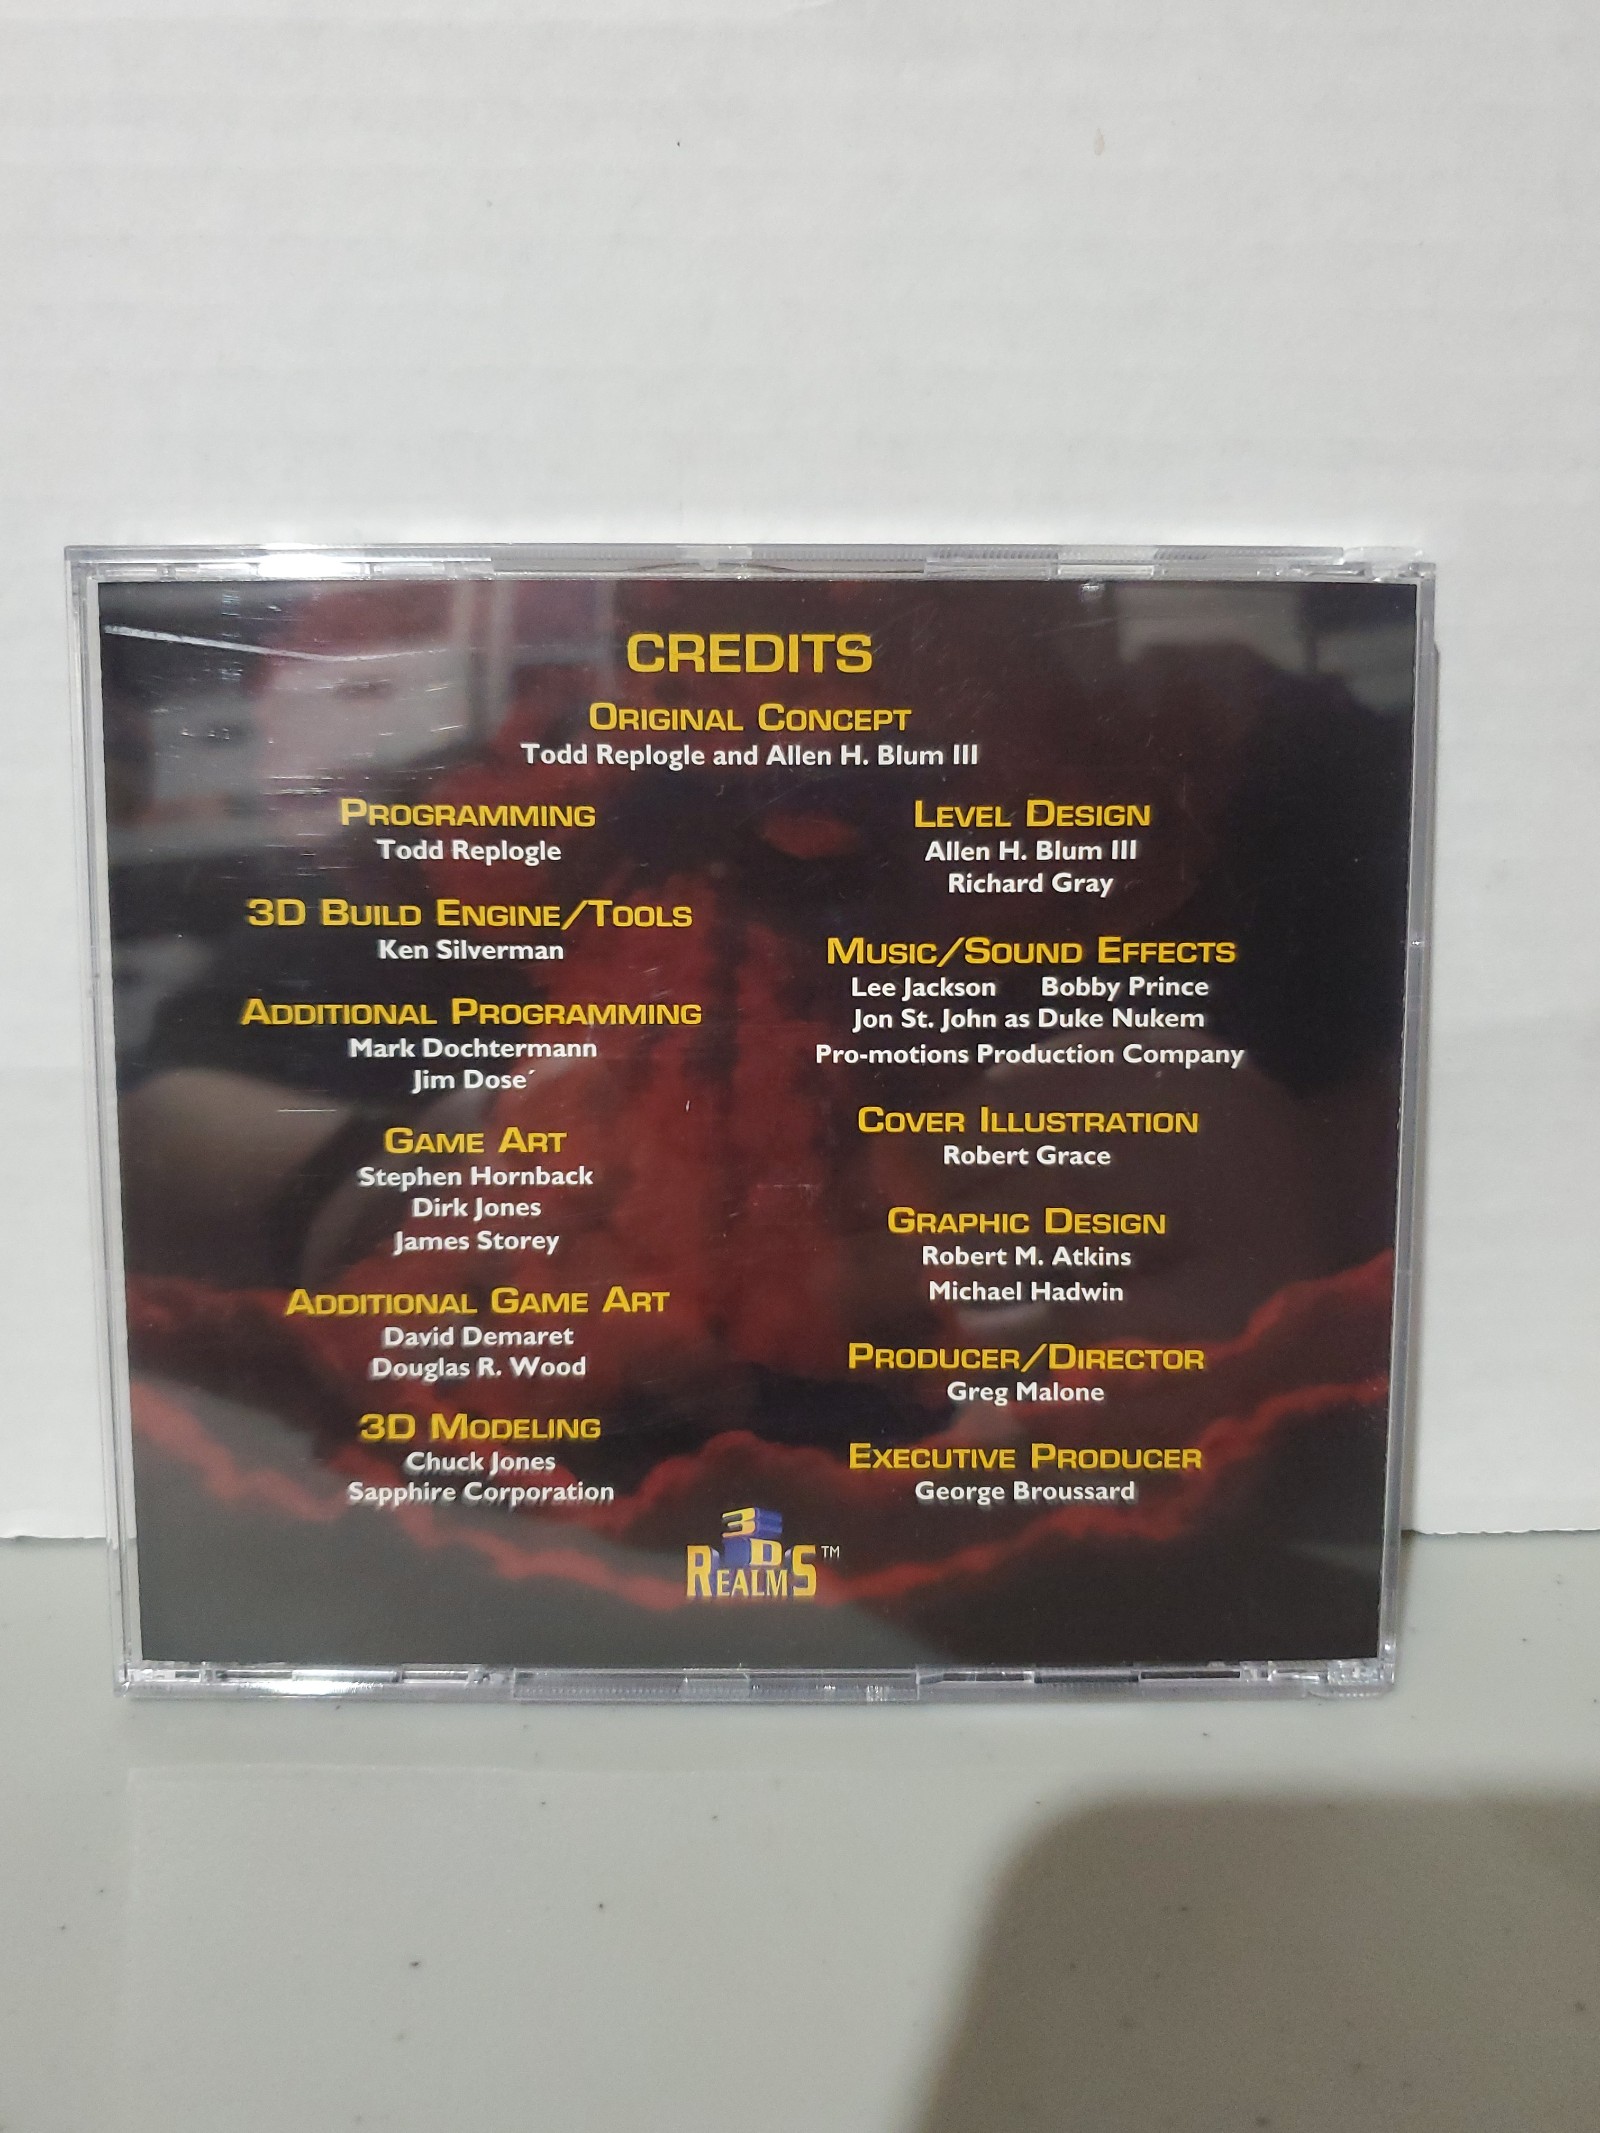 CREDITS
ORIGINAL CONCEPT
Todd Replogle and Allen H. Blum III
PROGRAMMING
Todd Replogle
3D BUILD ENGINE/TOOLS
Ken Silverman
ADDITIONAL PROGRAMMING
Mark Dochtermann
Jim Dose´
GAME ART
Stephen Hornback
Dirk Jones
James Storey
ADDITIONAL GAME ART
David Demaret
Douglas R. Wood
3D MODELING
Chuck Jones
Sapphire Corporation
LEVEL DESIGN
Allen H. Blum III
Richard Gray
MUSIC/SOUND EFFECTS
Lee Jackson Bobby Prince
Jon St. John as Duke Nukem
Pro-motions Production Company
COVER ILLUSTRATION
Robert Grace
GRAPHIC DESIGN
Robert M. Atkins
Michael Hadwin
PRODUCER/DIRECTOR
Greg Malone
EXECUTIVE PRODUCER
George Broussard
3D
REALMS™